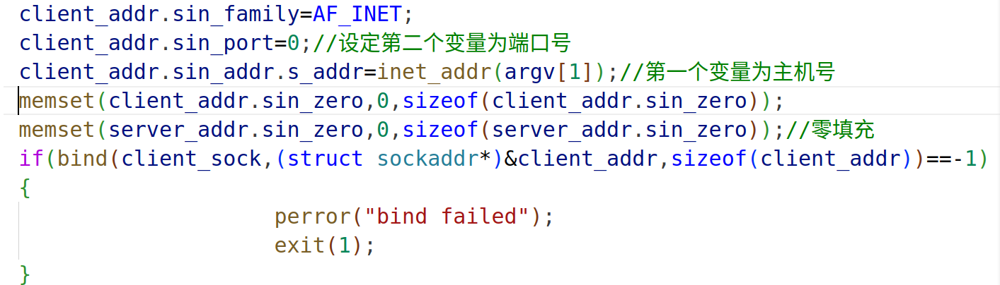 client_addr.sin_family=AF_INET;
client_addr.sin_port=0;//设定第二个变量为端口号
client_addr.sin_addr.s_addr=inet_addr(argv[1]);//第一个变量为主机号
memset(client_addr.sin_zero,0,sizeof(client_addr.sin_zero));
memset(server_addr.sin_zero,0,sizeof(server_addr.sin_zero));//零填充
if(bind(client_sock,(struct sockaddr*)&client_addr,sizeof(client_addr))==-1)
{
perror("bind failed");
exit(1);
}